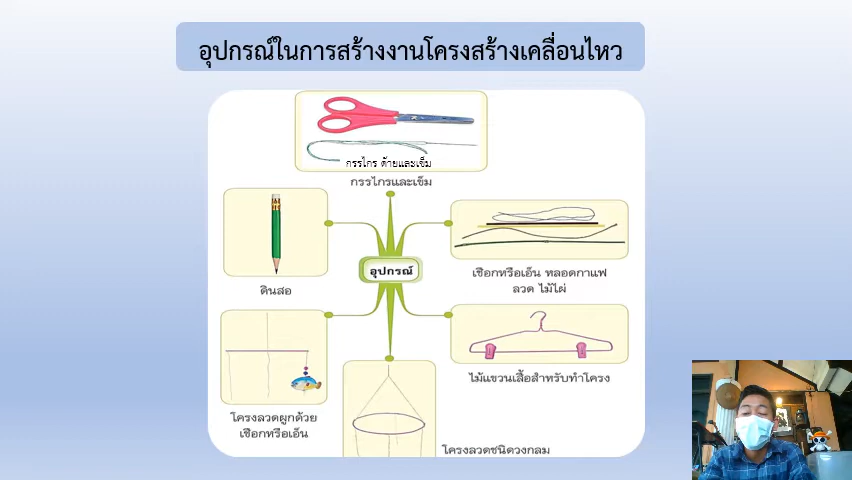 อุปกรณ์ในการสร้างงานโครงสร้างเคลื่อนไหว
กรรไกร ด้ายและเข็ม
กรรไกรและเข็ม
ดินสอ
อุปกรณ์
เชือกหรือเอ็น หลอดกาแฟ
ลวด ไม้ไผ่
ไม้แขวนเสื้อสำหรับทำโครง
โครงลวดผูกด้วย
เชือกหรือเอ็น
โครงลวดชนิดวงกลม